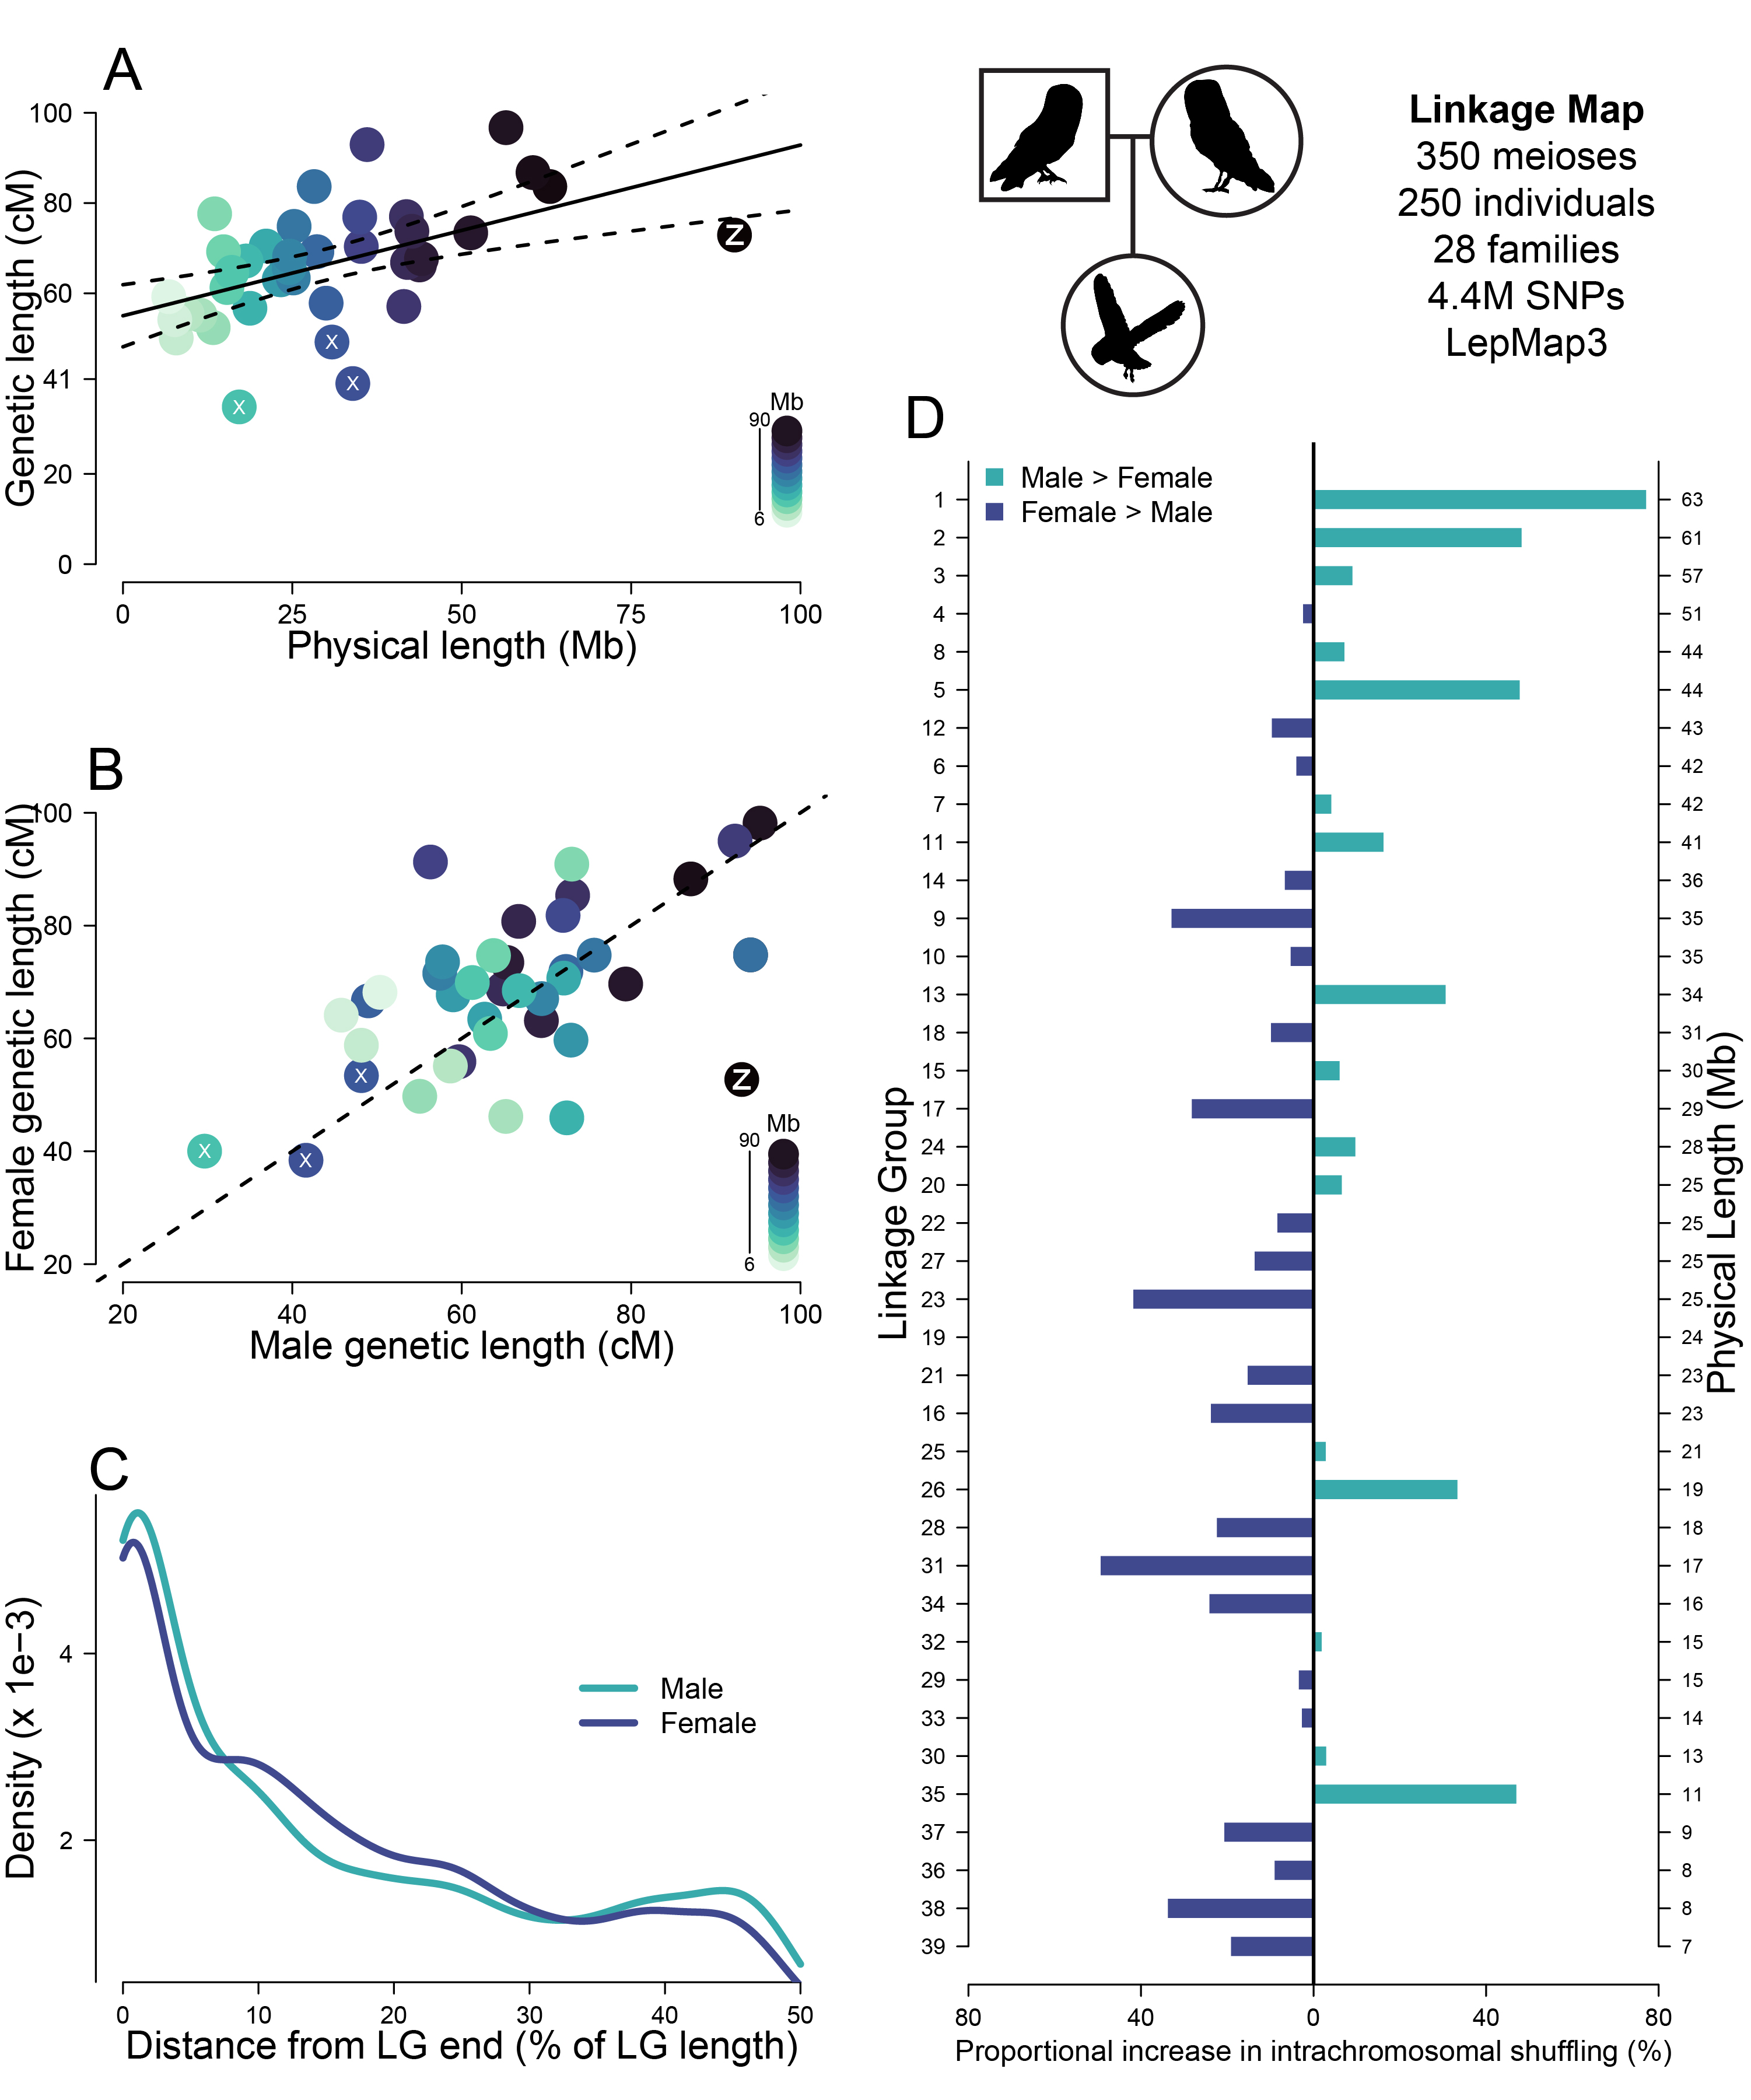 A
100
80
60
41
20
0
Genetic length (cM)
0 25 50 75 100
Physical length (Mb)
Z
X
X
X
Mb
90
6
Linkage Map
350 meioses
250 individuals
28 families
4.4M SNPs
LepMap3
B
100
80
60
40
20
Female genetic length (cM)
20 40 60 80 100
Male genetic length (cM)
Z
X
X
X
Mb
90
6
C
4
2
Density (x 1e−3)
Male
Female
0 10 20 30 40 50
Distance from LG end (% of LG length)
D
Male > Female
Female > Male
Linkage Group
Physical Length (Mb)
1 63
2 61
3 57
4 51
8 44
5 44
12 43
6 42
7 42
11 41
14 36
9 35
10 35
13 34
18 31
15 30
17 29
24 28
20 25
22 25
27 25
23 25
19 24
21 23
16 23
25 21
26 19
28 18
31 17
34 16
32 15
29 15
33 14
30 13
35 11
37 9
36 8
38 8
39 7
80 40 0 40 80
Proportional increase in intrachromosomal shuffling (%)